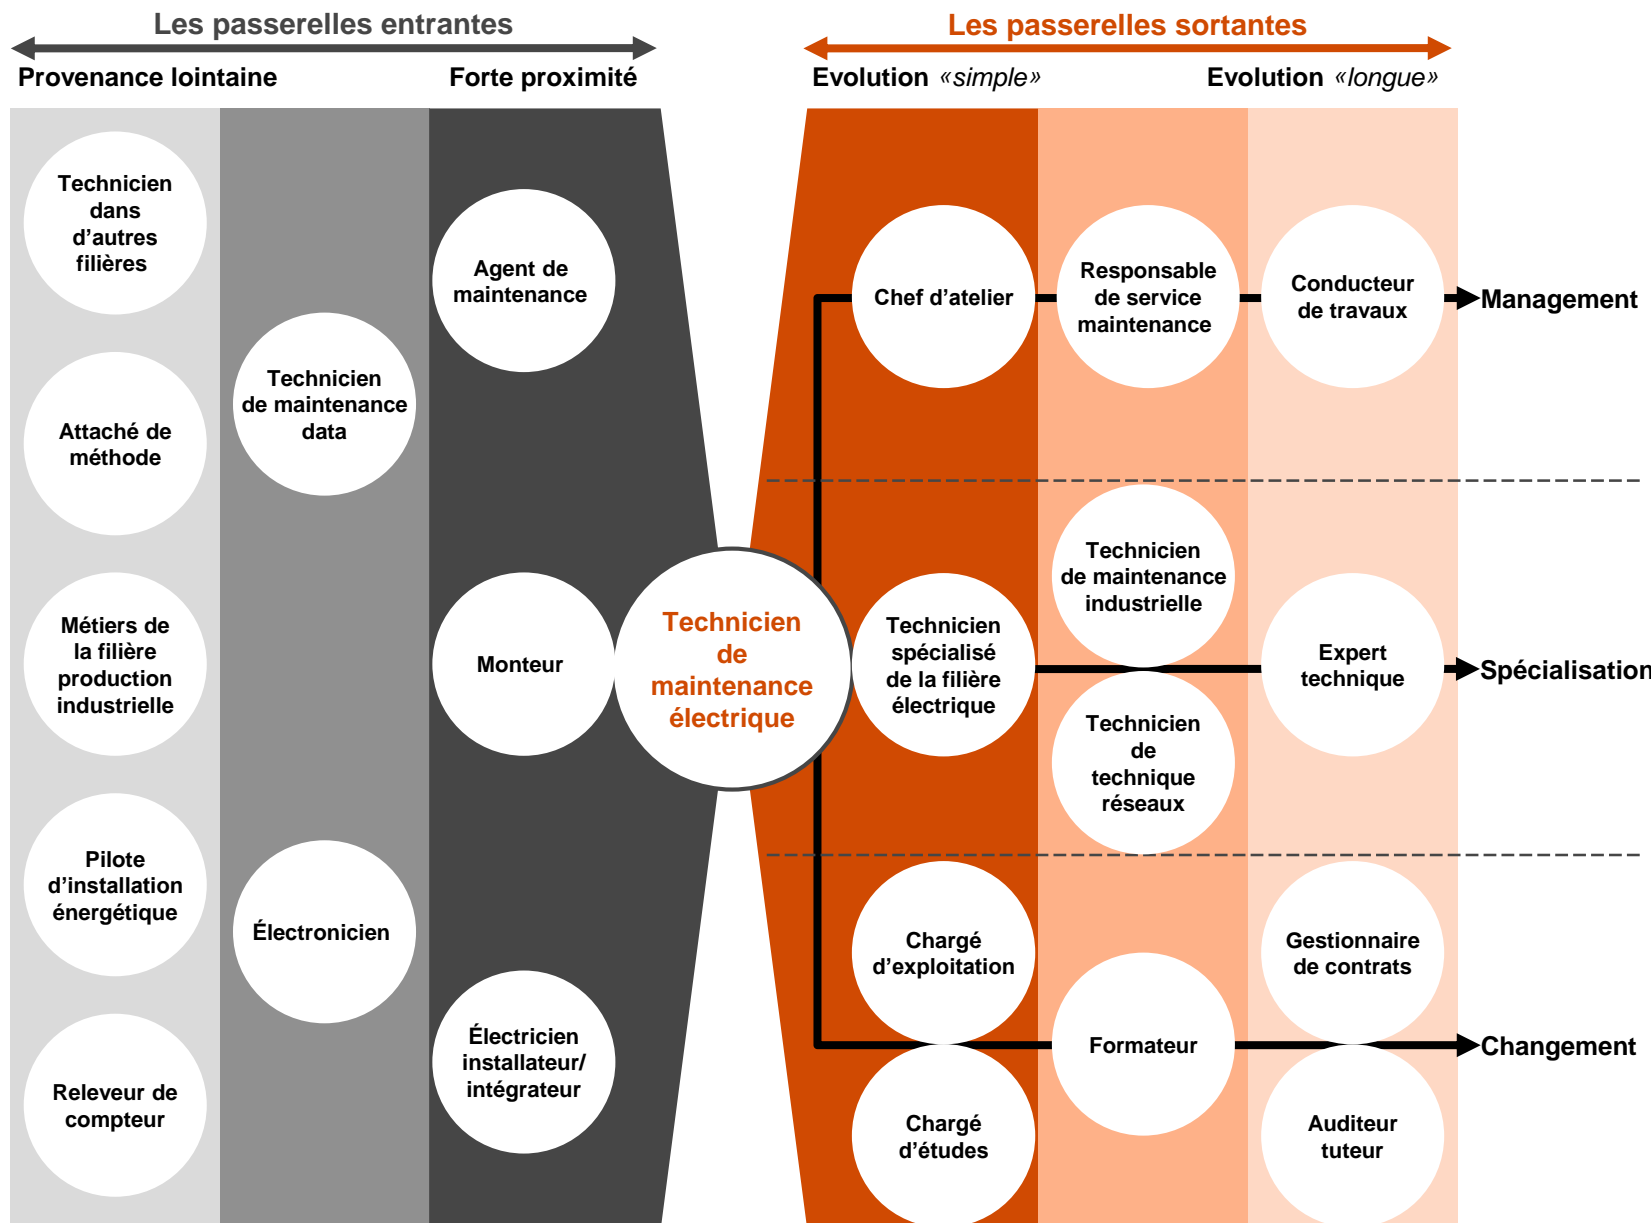 Les passerelles entrantes
Provenance lointaine
Forte proximité
Technicien
dans
d'autres
filières
Attaché de
méthode
Métiers de
la filière
production
industrielle
Pilote
d'installation
énergétique
Releveur de
compteur
Technicien
de maintenance
data
Électronicien
Agent de
maintenance
Monteur
Électricien
installateur/
intégrateur
Technicien
de
maintenance
électrique
Les passerelles sortantes
Evolution «simple»
Evolution «longue»
Chef d'atelier
Responsable
de service
maintenance
Conducteur
de travaux
Management
Technicien
spécialisé
de la filière
électrique
Technicien
de maintenance
industrielle
Technicien
de
technique
réseaux
Expert
technique
Spécialisation
Chargé
d'exploitation
Chargé
d'études
Formateur
Gestionnaire
de contrats
Auditeur
tuteur
Changement